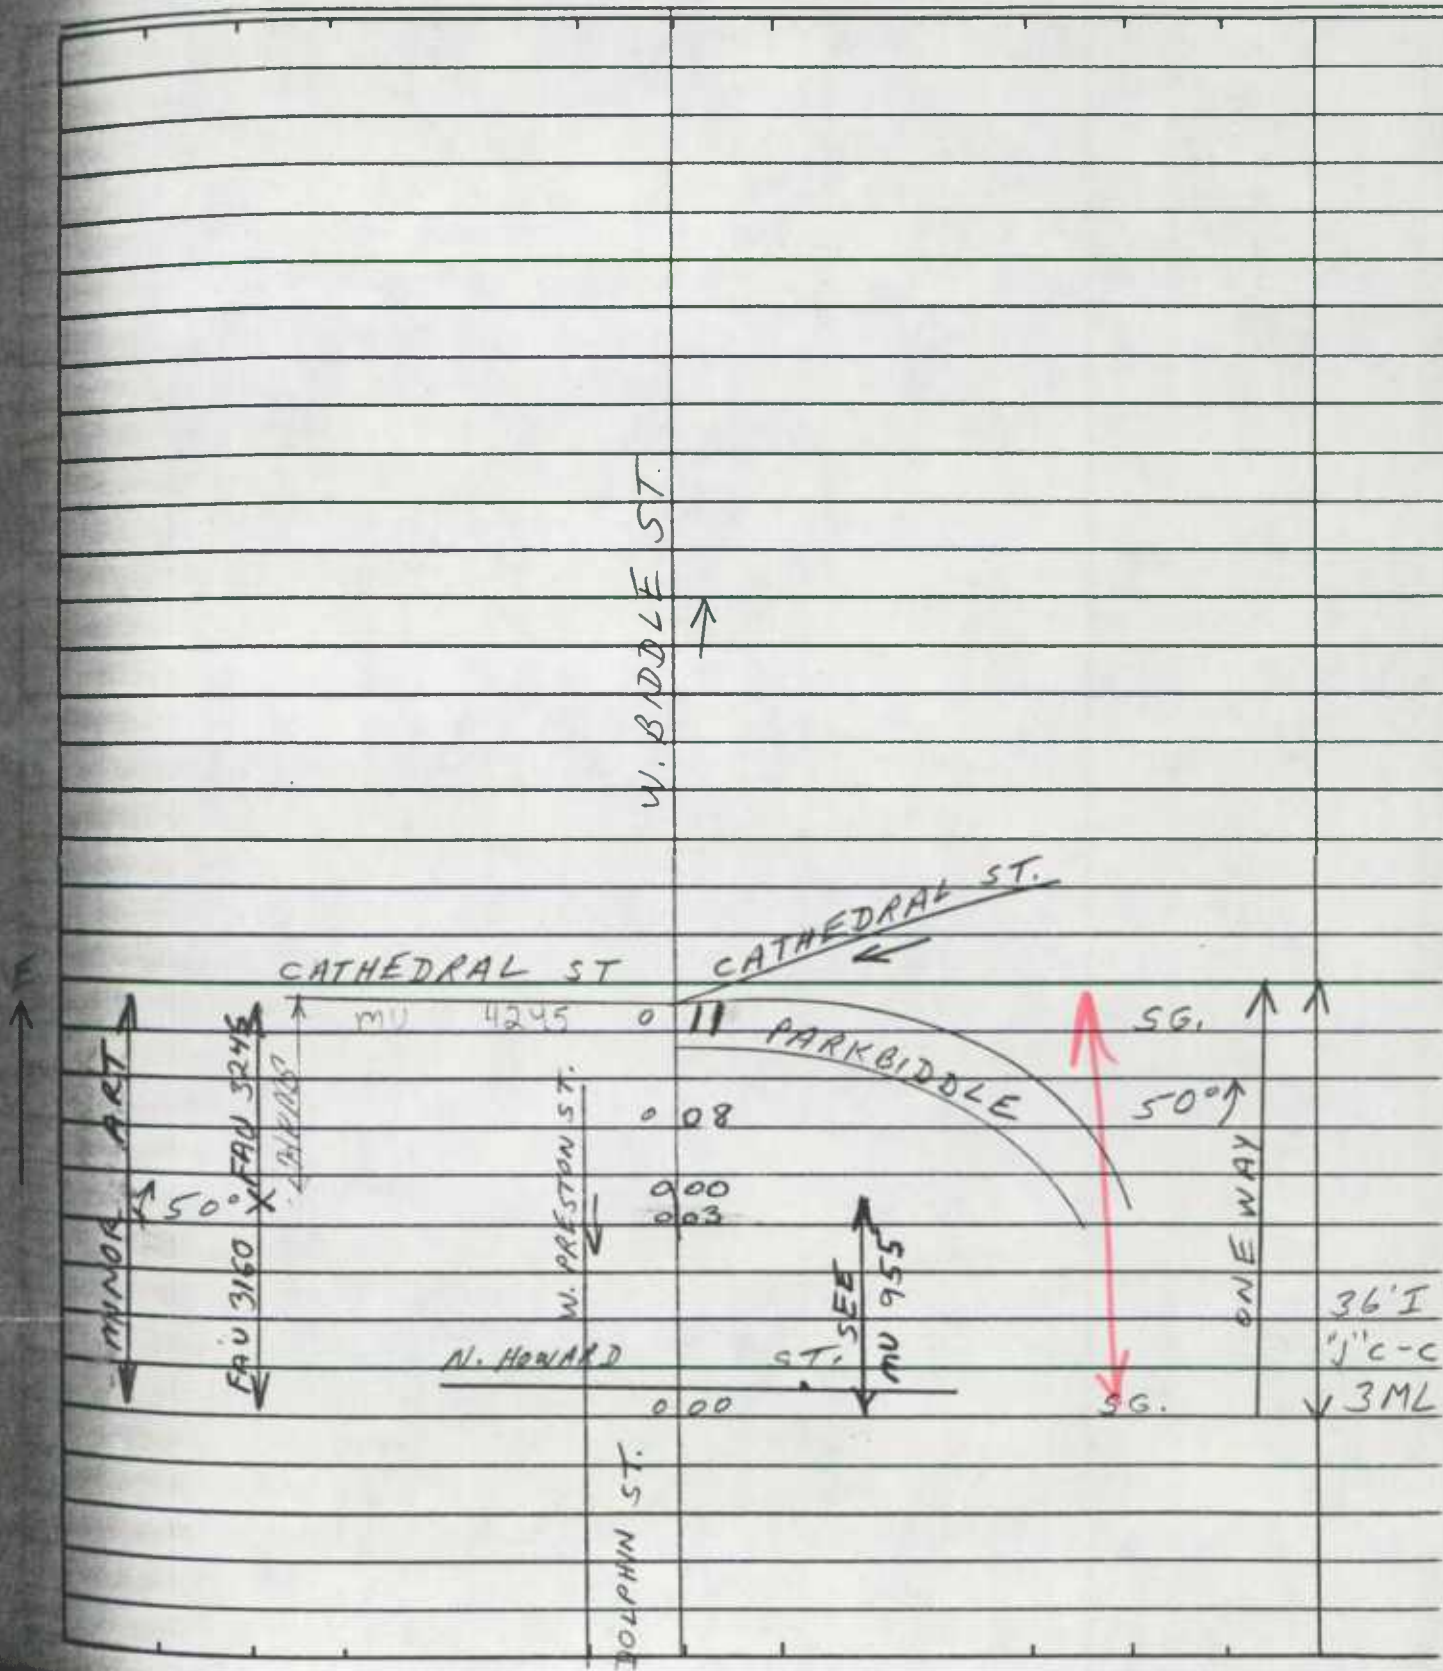 W. BIDDLE ST.
CATHEDRAL ST.
CATHEDRAL ST
MU 4245
0 11
PARKBIDDLE
SG.
50°
0 08
0 00
0 03
W. PRESTON ST.
MINOR ART
50°
FAU 3245
FAU 3160
SEE
MU 955
ONE WAY
N. HOWARD ST.
0 00
SG.
36' I
"J" C-C
3 ML
DOLPHIN ST.
E